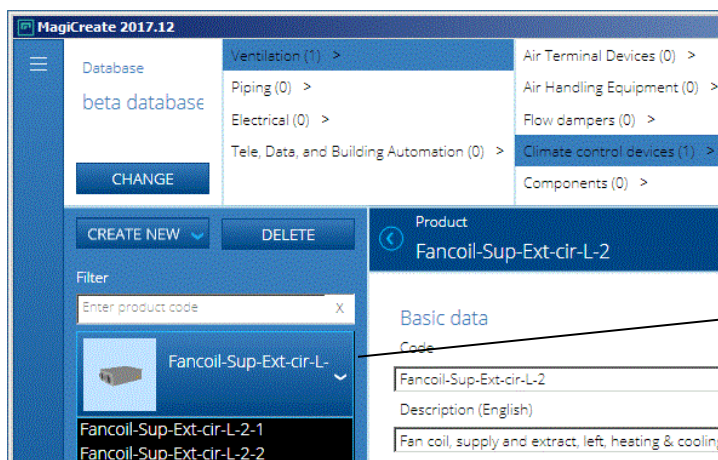 MagiCreate 2017.12
Database
beta database
CHANGE
Ventilation (1) >
Piping (0) >
Electrical (0) >
Tele, Data, and Building Automation (0) >
Air Terminal Devices (0) >
Air Handling Equipment (0) >
Flow dampers (0) >
Climate control devices (1) >
Components (0) >
CREATE NEW
DELETE
Filter
Enter product code X
Fancoil-Sup-Ext-cir-L-
Fancoil-Sup-Ext-cir-L-2-1
Fancoil-Sup-Ext-cir-L-2-2
Product
Fancoil-Sup-Ext-cir-L-2
Basic data
Code
Fancoil-Sup-Ext-cir-L-2
Description (English)
Fan coil, supply and extract, left, heating & cooling